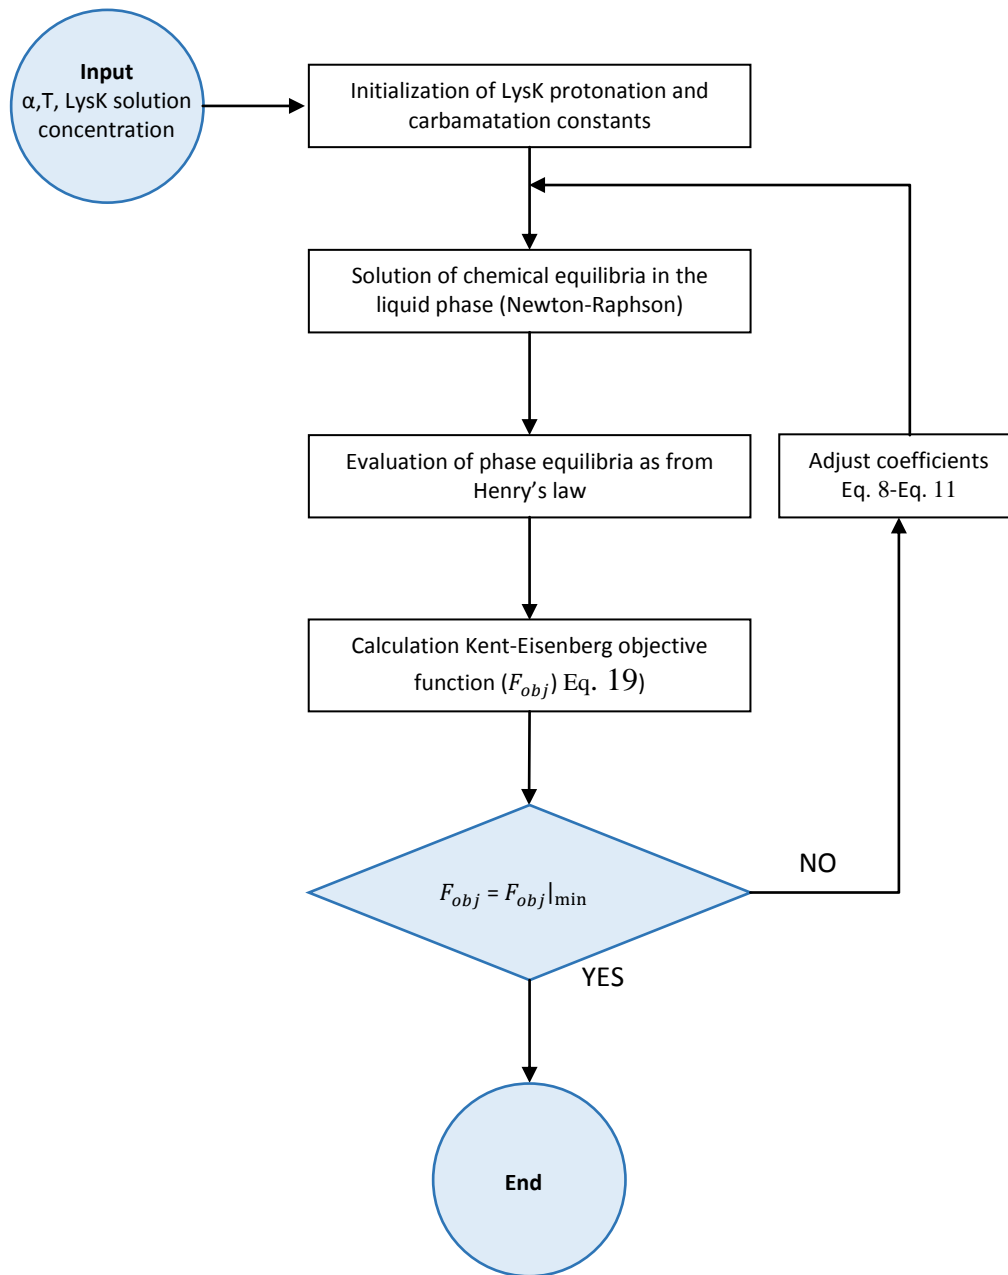 Input
α,T, LysK solution
concentration
Initialization of LysK protonation and
carbamatation constants
Solution of chemical equilibria in the
liquid phase (Newton-Raphson)
Evaluation of phase equilibria as from
Henry’s law
Adjust coefficients
Eq. 8-Eq. 11
Calculation Kent-Eisenberg objective
function (F_obj) Eq. 19)
F_obj = F_obj|min
NO
YES
End